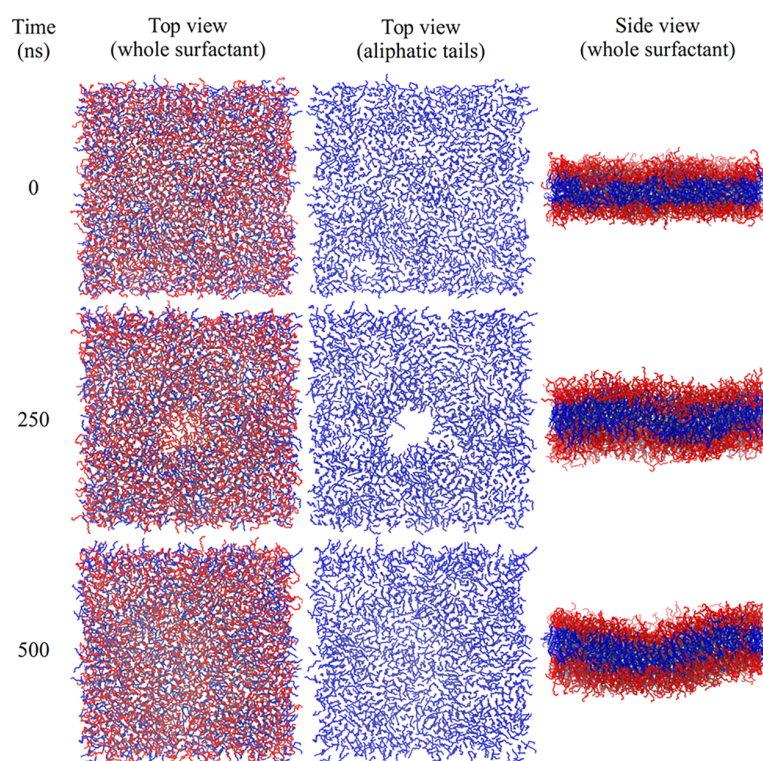 Time
(ns)
Top view
(whole surfactant)
Top view
(aliphatic tails)
Side view
(whole surfactant)
0
250
500